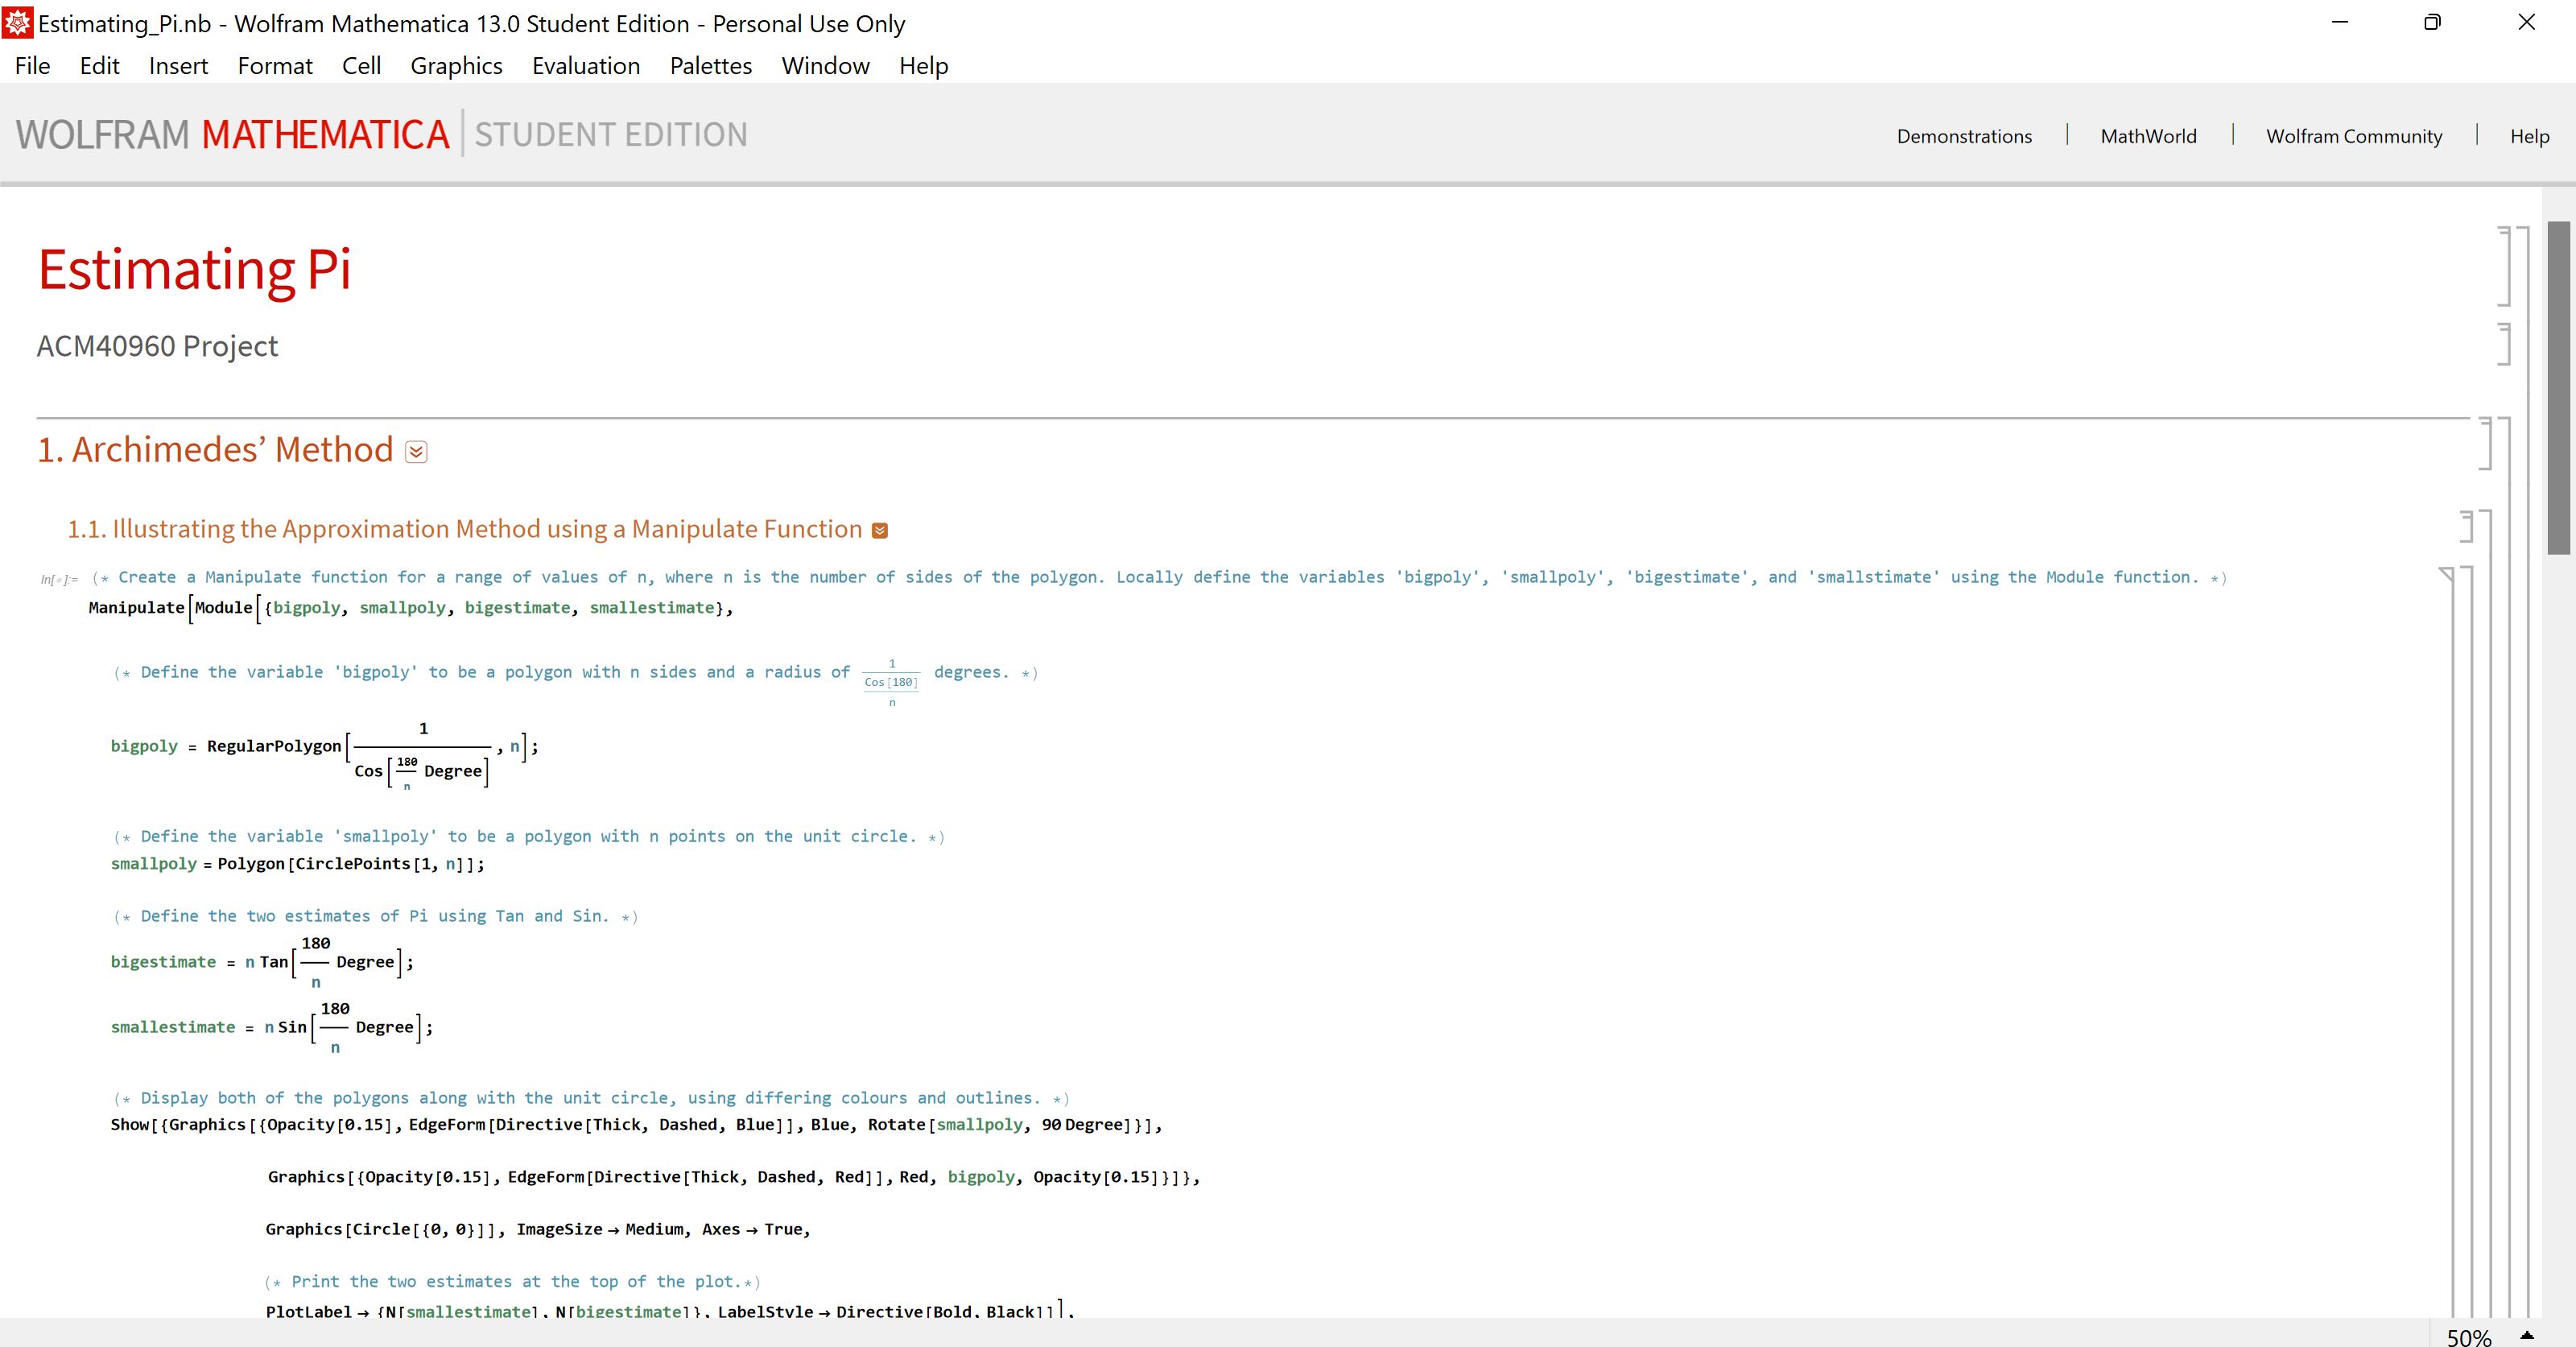 Estimating_Pi.nb - Wolfram Mathematica 13.0 Student Edition - Personal Use Only
File Edit Insert Format Cell Graphics Evaluation Palettes Window Help
WOLFRAM MATHEMATICA | STUDENT EDITION
Demonstrations | MathWorld | Wolfram Community | Help
Estimating Pi
ACM40960 Project
1. Archimedes’ Method
1.1. Illustrating the Approximation Method using a Manipulate Function
In[∘]:= (* Create a Manipulate function for a range of values of n, where n is the number of sides of the polygon. Locally define the variables 'bigpoly', 'smallpoly', 'bigestimate', and 'smallstimate' using the Module function. *)
Manipulate[Module[{bigpoly, smallpoly, bigestimate, smallestimate},
(* Define the variable 'bigpoly' to be a polygon with n sides and a radius of 1/(Cos[180]/n) degrees. *)
bigpoly = RegularPolygon[1/Cos[180/n Degree], n];
(* Define the variable 'smallpoly' to be a polygon with n points on the unit circle. *)
smallpoly = Polygon[CirclePoints[1, n]];
(* Define the two estimates of Pi using Tan and Sin. *)
bigestimate = n Tan[180/n Degree];
smallestimate = n Sin[180/n Degree];
(* Display both of the polygons along with the unit circle, using differing colours and outlines. *)
Show[{Graphics[{Opacity[0.15], EdgeForm[Directive[Thick, Dashed, Blue]], Blue, Rotate[smallpoly, 90 Degree]}],
Graphics[{Opacity[0.15], EdgeForm[Directive[Thick, Dashed, Red]], Red, bigpoly, Opacity[0.15]}]},
Graphics[Circle[{0, 0}]], ImageSize → Medium, Axes → True,
(* Print the two estimates at the top of the plot.*)
PlotLabel → {N[smallestimate], N[bigestimate]}, LabelStyle → Directive[Bold, Black]],
50%